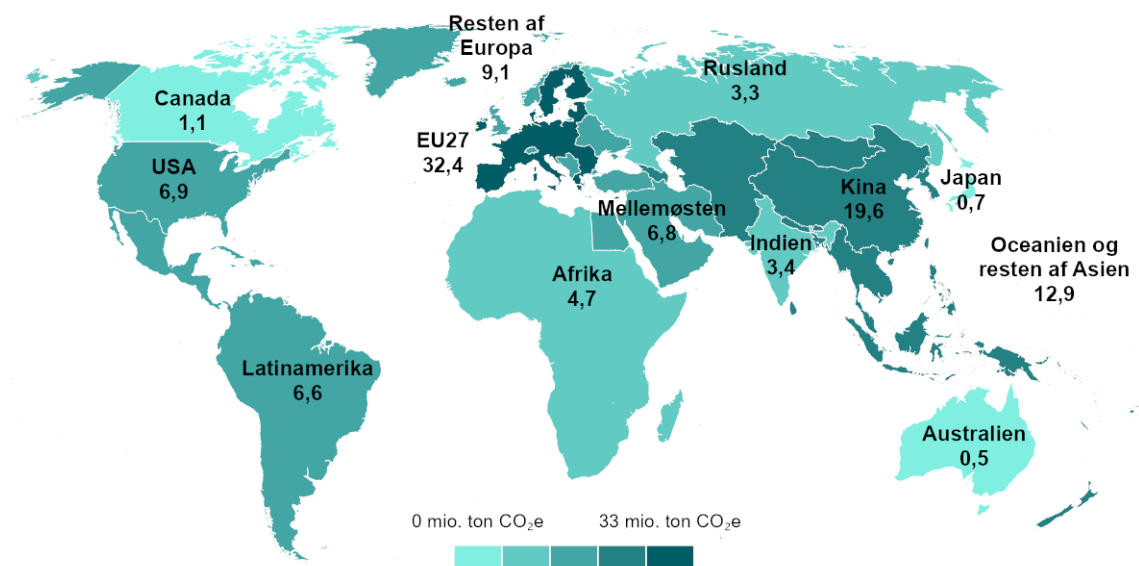 Resten af
Europa
9,1
Rusland
3,3
Canada
1,1
EU27
32,4
USA
6,9
Japan
0,7
Kina
19,6
Mellemøsten
6,8
Indien
3,4
Oceanien og
resten af Asien
12,9
Afrika
4,7
Latinamerika
6,6
Australien
0,5
0 mio. ton CO₂e
33 mio. ton CO₂e